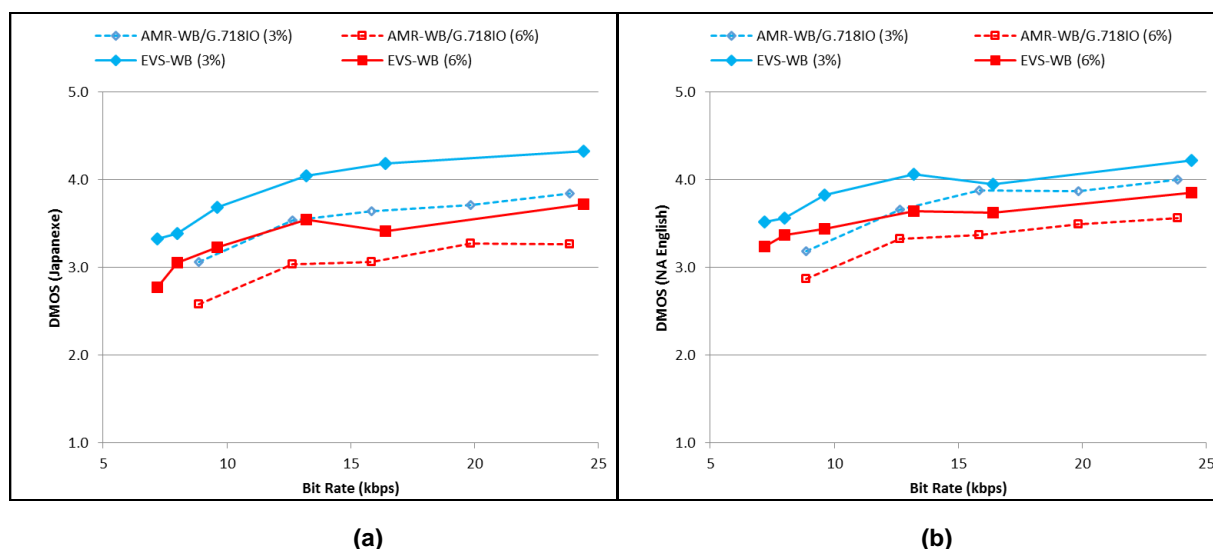 AMR-WB/G.718IO (3%) AMR-WB/G.718IO (6%)
EVS-WB (3%) EVS-WB (6%)
5.0
4.0
3.0
2.0
1.0
5 10 15 20 25
DMOS (Japanexe)
Bit Rate (kbps)
(a)
AMR-WB/G.718IO (3%) AMR-WB/G.718IO (6%)
EVS-WB (3%) EVS-WB (6%)
5.0
4.0
3.0
2.0
1.0
5 10 15 20 25
DMOS (NA English)
Bit Rate (kbps)
(b)